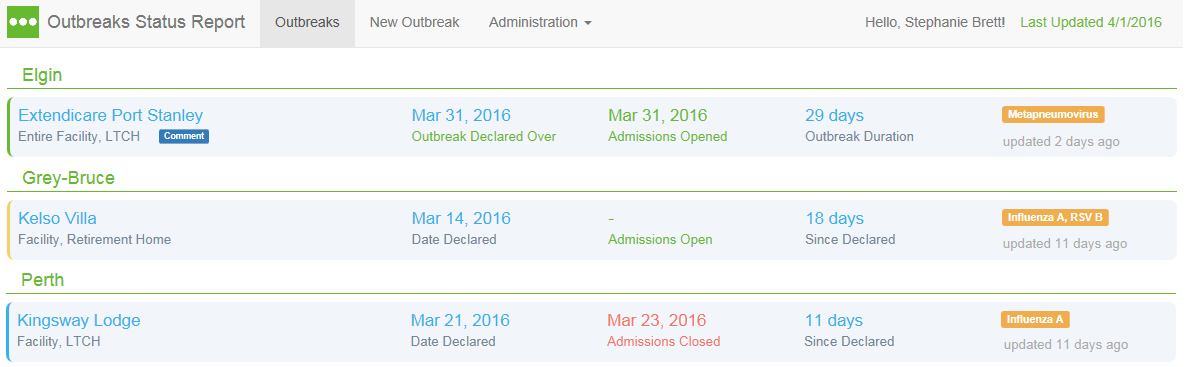 Outbreaks Status Report Outbreaks New Outbreak Administration Hello, Stephanie Brett! Last Updated 4/1/2016
Elgin
Extendicare Port Stanley Mar 31, 2016 Mar 31, 2016 29 days Metapneumovirus
Entire Facility, LTCH Comment Outbreak Declared Over Admissions Opened Outbreak Duration updated 2 days ago
Grey-Bruce
Kelso Villa Mar 14, 2016 - 18 days Influenza A, RSV B
Facility, Retirement Home Date Declared Admissions Open Since Declared updated 11 days ago
Perth
Kingsway Lodge Mar 21, 2016 Mar 23, 2016 11 days Influenza A
Facility, LTCH Date Declared Admissions Closed Since Declared updated 11 days ago